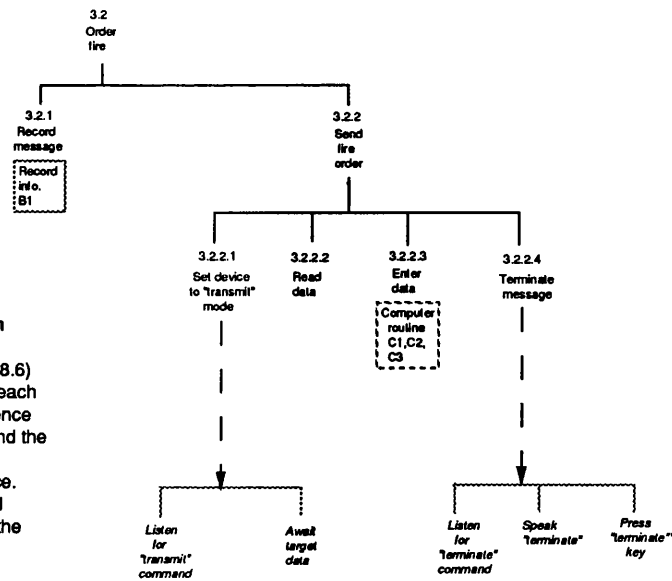 3.2
Order
fire
3.2.1
Record
message
Record
info.
B1
3.2.2
Send
fire
order
3.2.2.1
Set device
to "transmit"
mode
3.2.2.2
Read
data
3.2.2.3
Enter
data
Computer
routine
C1,C2,
C3
3.2.2.4
Terminate
message
8.6)
each
ence
nd the
ce.
the
Listen
for
"transmit"
command
Await
target
data
Listen
for
"terminate"
command
Speak
"terminate"
Press
"terminate"
key